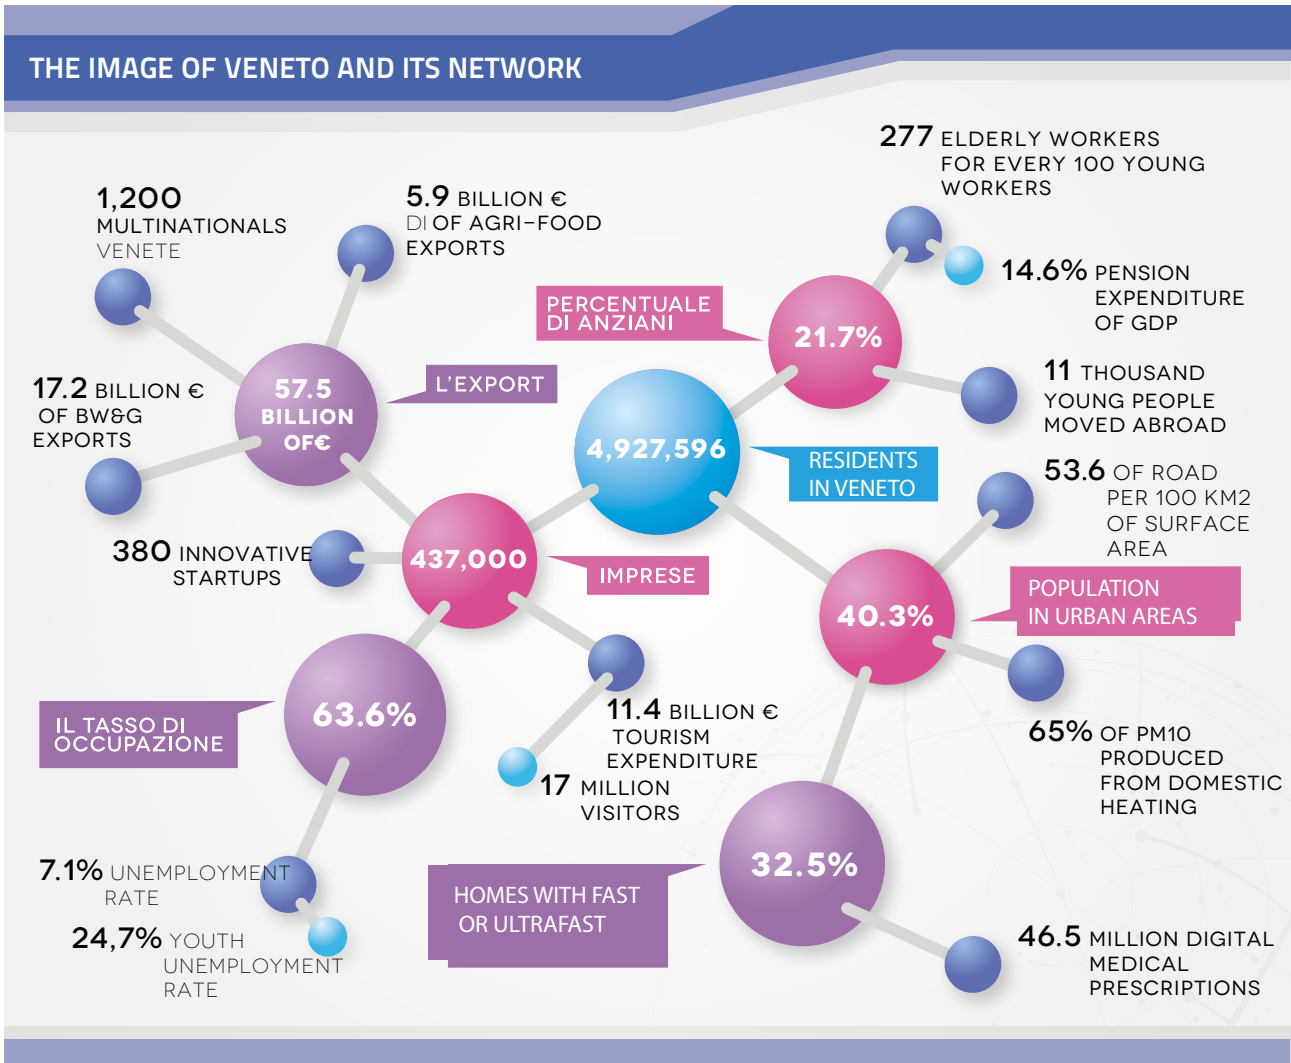 THE IMAGE OF VENETO AND ITS NETWORK
1,200
MULTINATIONALS
VENETE
5.9 BILLION €
DI OF AGRI-FOOD
EXPORTS
17.2 BILLION €
OF BW&G
EXPORTS
57.5
BILLION
OF€
L'EXPORT
380 INNOVATIVE
STARTUPS
437,000
IMPRESE
4,927,596
RESIDENTS
IN VENETO
PERCENTUALE
DI ANZIANI
21.7%
277 ELDERLY WORKERS
FOR EVERY 100 YOUNG
WORKERS
14.6% PENSION
EXPENDITURE
OF GDP
11 THOUSAND
YOUNG PEOPLE
MOVED ABROAD
53.6 OF ROAD
PER 100 KM2
OF SURFACE
AREA
40.3%
POPULATION
IN URBAN AREAS
65% OF PM10
PRODUCED
FROM DOMESTIC
HEATING
IL TASSO DI
OCCUPAZIONE
63.6%
11.4 BILLION €
TOURISM
EXPENDITURE
17 MILLION
VISITORS
7.1% UNEMPLOYMENT
RATE
24,7% YOUTH
UNEMPLOYMENT
RATE
HOMES WITH FAST
OR ULTRAFAST
32.5%
46.5 MILLION DIGITAL
MEDICAL
PRESCRIPTIONS